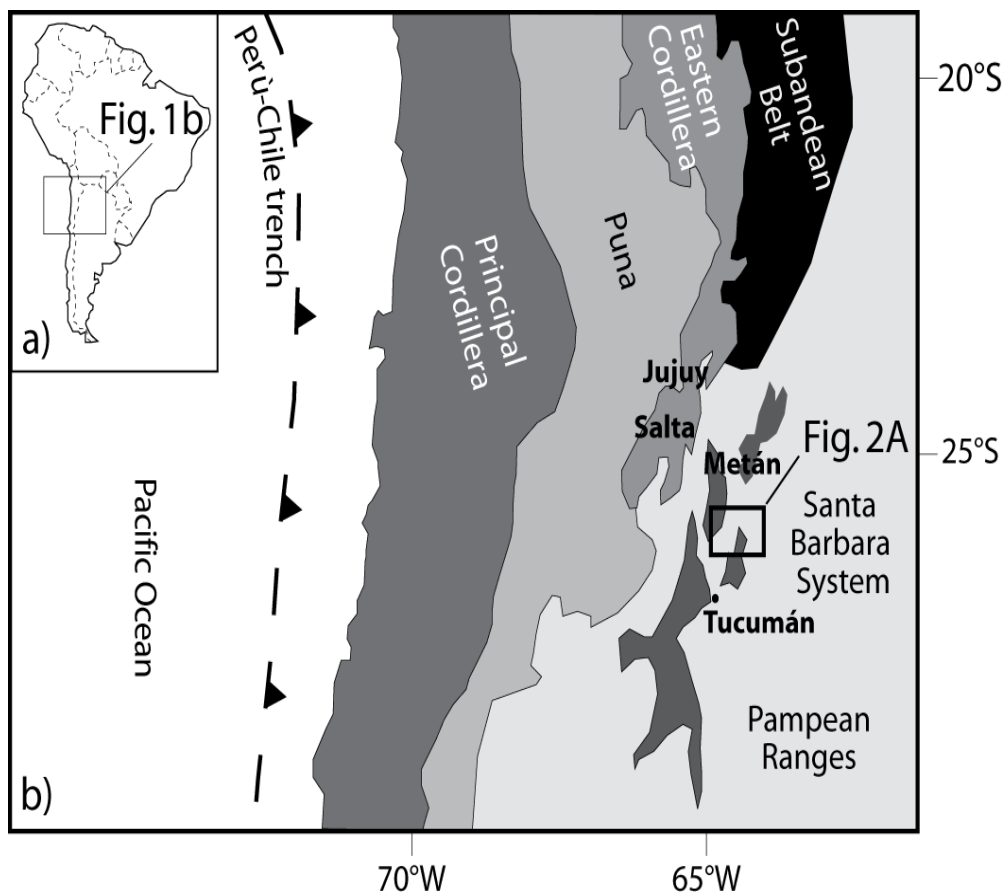 Fig. 1b
a)
Perù-Chile trench
Eastern
Cordillera
Subandean
Belt
20°S
Puna
Principal
Cordillera
Jujuy
Salta
Fig. 2A
Metán
25°S
Santa
Barbara
System
Pacific Ocean
Tucumán
Pampean
Ranges
b)
70°W
65°W